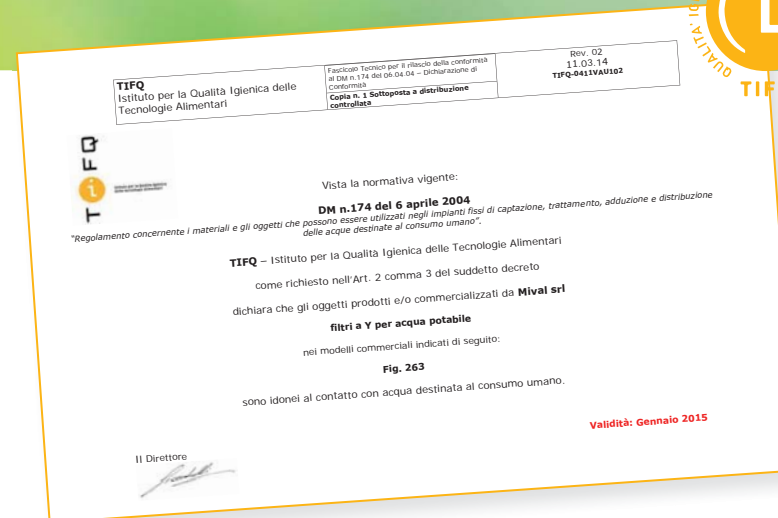 QUALITA' IGI
TIF
TIFQ
Istituto per la Qualità Igienica delle
Tecnologie Alimentari
Fascicolo Tecnico per il rilascio della conformità
al DM n.174 del 06.04.04 – Dichiarazione di
Conformità
Copia n. 1 Sottoposta a distribuzione
controllata
Rev. 02
11.03.14
TIFQ-0411VAU102
TiFQ
Vista la normativa vigente:
DM n.174 del 6 aprile 2004
"Regolamento concernente i materiali e gli oggetti che possono essere utilizzati negli impianti fissi di captazione, trattamento, adduzione e distribuzione
delle acque destinate al consumo umano".
TIFQ – Istituto per la Qualità Igienica delle Tecnologie Alimentari
come richiesto nell'Art. 2 comma 3 del suddetto decreto
dichiara che gli oggetti prodotti e/o commercializzati da Mival srl
filtri a Y per acqua potabile
nei modelli commerciali indicati di seguito:
Fig. 263
sono idonei al contatto con acqua destinata al consumo umano.
Validità: Gennaio 2015
Il Direttore